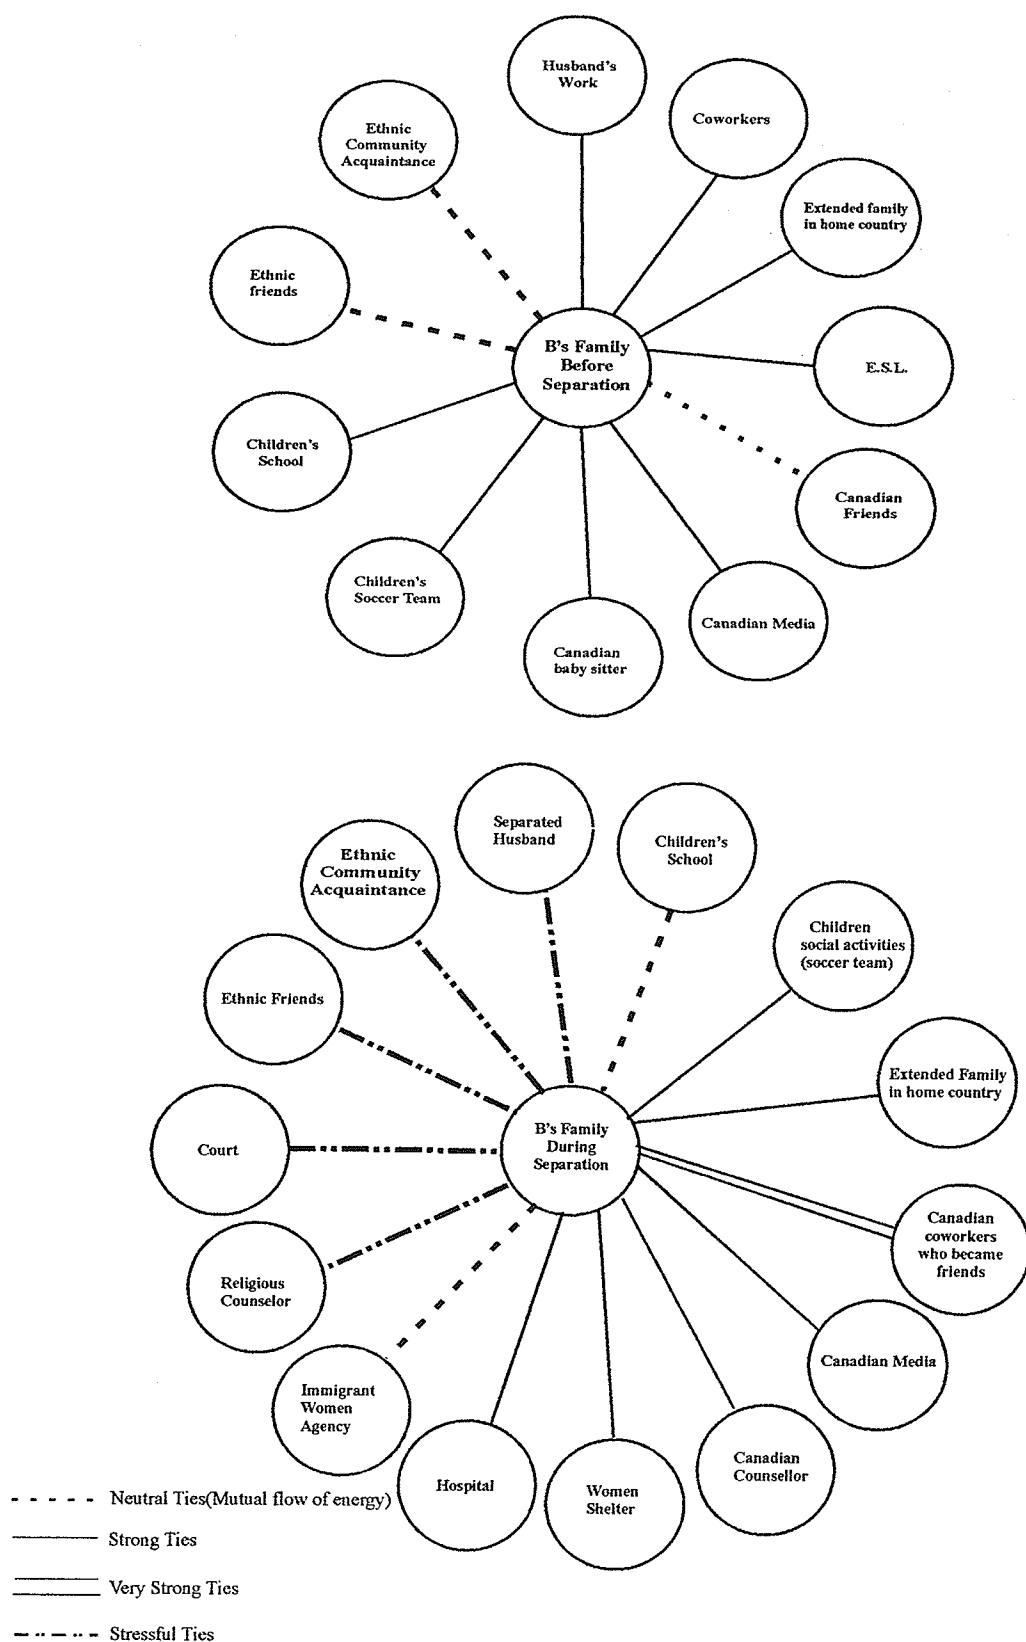 Husband's
Work
Coworkers
Ethnic
Community
Acquaintance
Extended family
in home country
Ethnic
friends
B's Family
Before
Separation
E.S.L.
Children's
School
Canadian
Friends
Children's
Soccer Team
Canadian
baby sitter
Canadian Media
Separated
Husband
Children's
School
Ethnic
Community
Acquaintance
Children
social activities
(soccer team)
Ethnic Friends
Extended Family
in home country
Court
B's Family
During
Separation
Canadian
coworkers
who became
friends
Religious
Counselor
Canadian Media
Immigrant
Women
Agency
Hospital
Women
Shelter
Canadian
Counsellor
Neutral Ties(Mutual flow of energy)
Strong Ties
Very Strong Ties
Stressful Ties